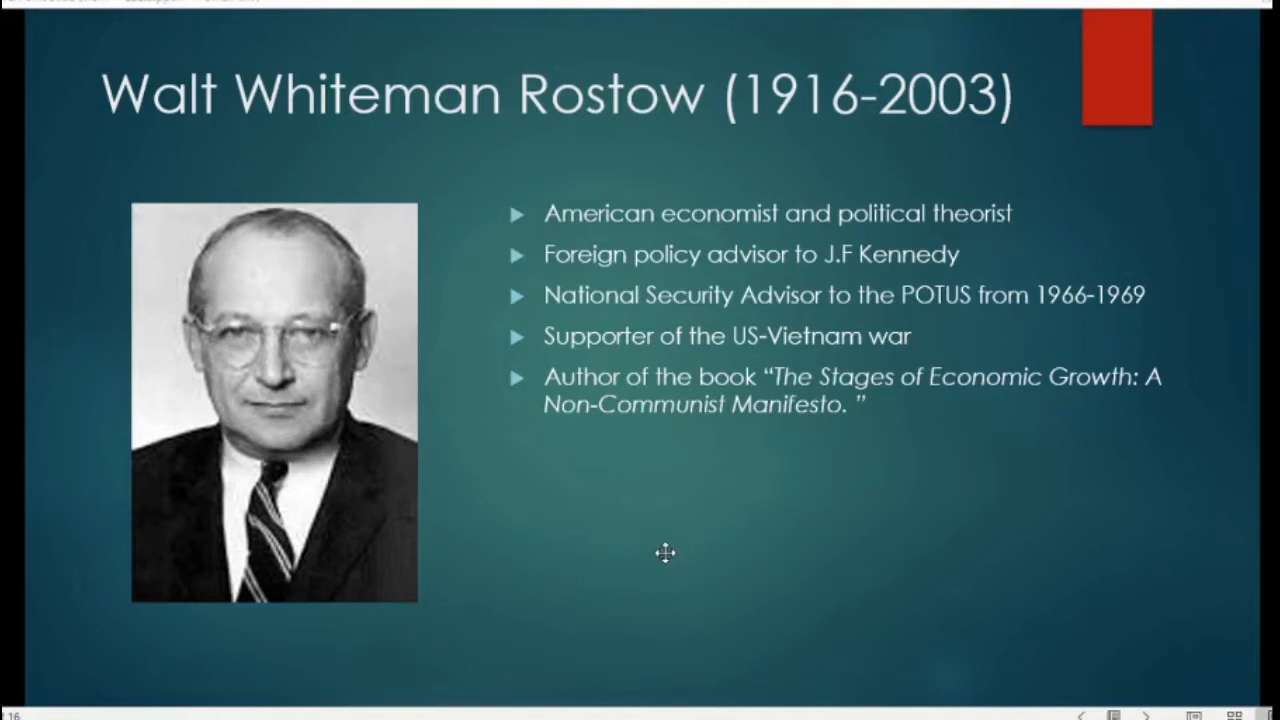 Walt Whiteman Rostow (1916-2003)
American economist and political theorist
Foreign policy advisor to J.F Kennedy
National Security Advisor to the POTUS from 1966-1969
Supporter of the US-Vietnam war
Author of the book “The Stages of Economic Growth: A
Non-Communist Manifesto. ”
16